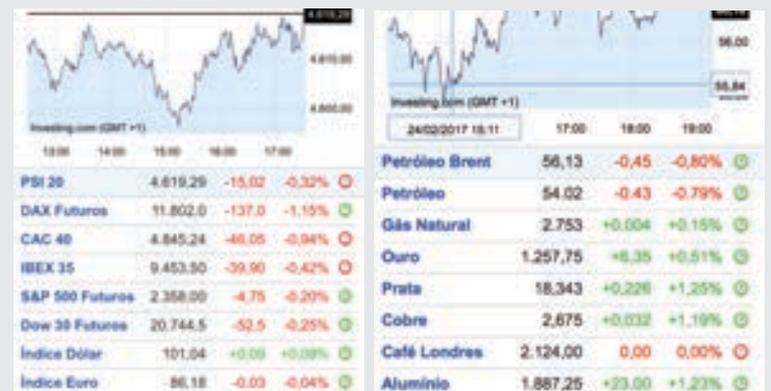 4.619,29
4.610,00
4.600,00
Investing.com (GMT +1)
13:00 14:00 15:00 16:00 17:00
PSI 20 4.619,29 -15,02 -0,32%
DAX Futuros 11.802,0 -137,0 -1,15%
CAC 40 4.845,24 -46,05 -0,94%
IBEX 35 9.453,50 -39,90 -0,42%
S&P 500 Futuros 2.358,00 -4,75 -0,20%
Dow 30 Futuros 20.744,5 -52,5 -0,25%
Índice Dólar 101,04 +0,09 +0,09%
Índice Euro 86,18 -0,03 -0,04%
56,00
55,84
Investing.com (GMT +1)
24/02/2017 15:11 17:00 18:00 19:00
Petróleo Brent 56,13 -0,45 -0,80%
Petróleo 54.02 -0.43 -0.79%
Gás Natural 2.753 +0.004 +0.15%
Ouro 1.257,75 +6,35 +0,51%
Prata 18,343 +0,226 +1,25%
Cobre 2,675 +0,032 +1,19%
Café Londres 2.124,00 0,00 0,00%
Alumínio 1.887,25 +23,00 +1,23%